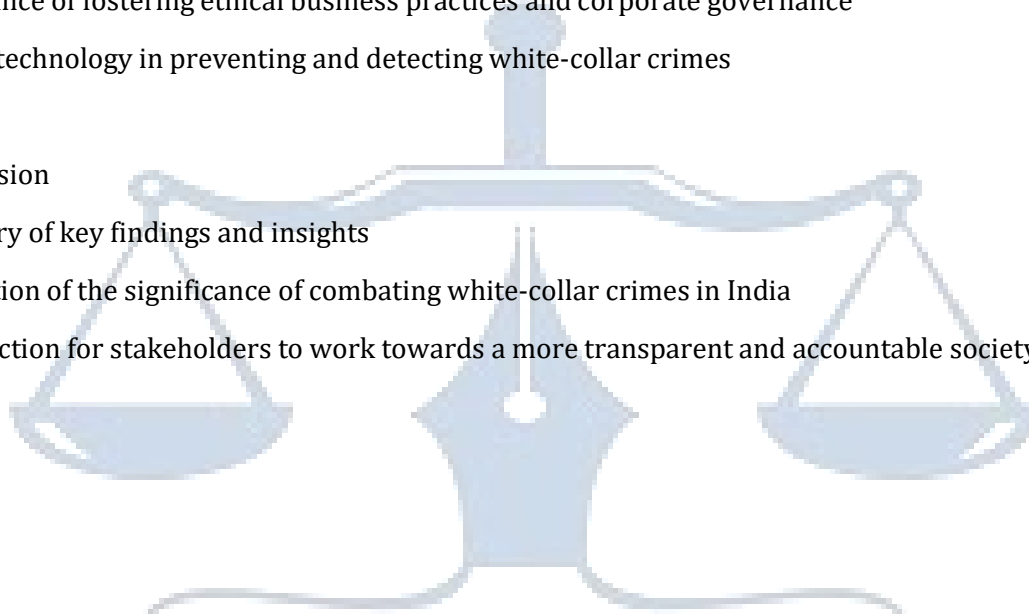 nce of fostering ethical business practices and corporate governance
technology in preventing and detecting white-collar crimes
sion
ry of key findings and insights
tion of the significance of combating white-collar crimes in India
ction for stakeholders to work towards a more transparent and accountable society